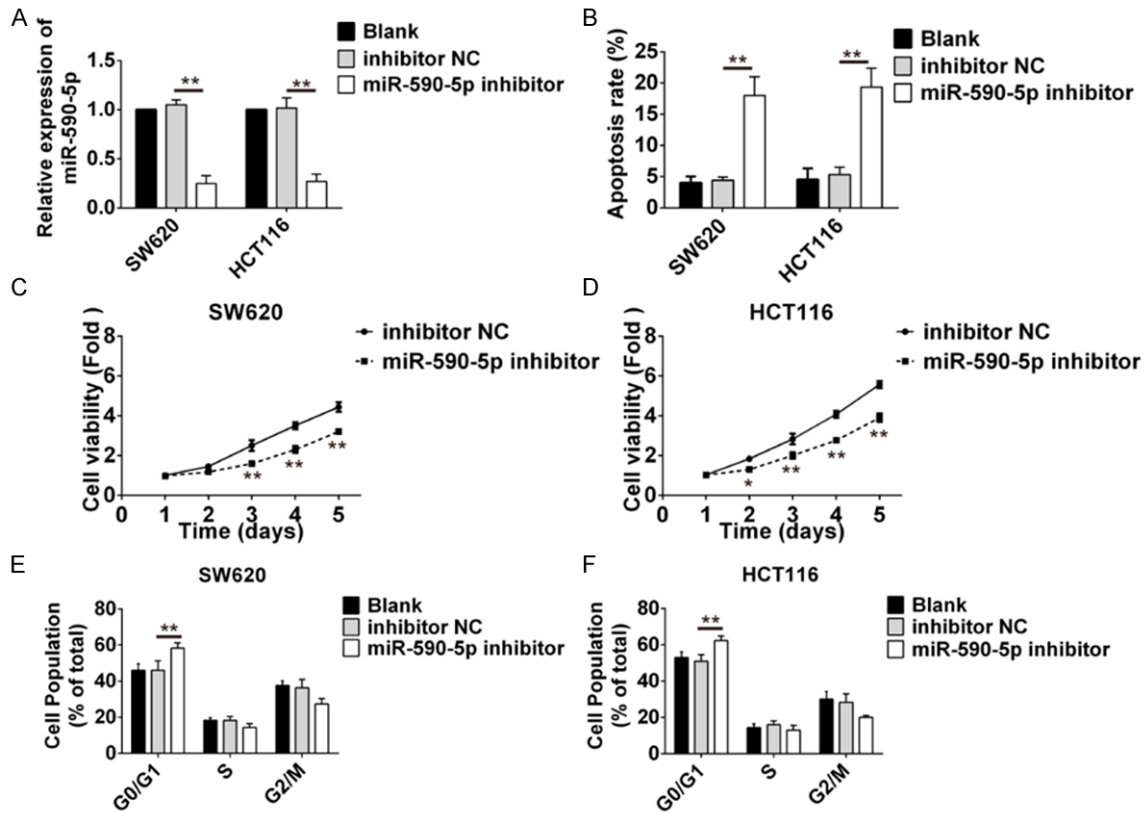 A
Blank
inhibitor NC
miR-590-5p inhibitor
Relative expression of
miR-590-5p
1.5
1.0
0.5
0.0
**
**
SW620
HCT116
B
Blank
inhibitor NC
miR-590-5p inhibitor
Apoptosis rate (%)
25
20
15
10
5
0
**
**
SW620
HCT116
C
SW620
inhibitor NC
miR-590-5p inhibitor
Cell viability (Fold )
8
6
4
2
0
**
**
**
0 1 2 3 4 5
Time (days)
D
HCT116
inhibitor NC
miR-590-5p inhibitor
Cell viability (Fold )
8
6
4
2
0
*
**
**
**
0 1 2 3 4 5
Time (days)
E
SW620
Blank
inhibitor NC
miR-590-5p inhibitor
Cell Population
(% of total)
80
60
40
20
0
**
G0/G1
S
G2/M
F
HCT116
Blank
inhibitor NC
miR-590-5p inhibitor
Cell Population
(% of total)
80
60
40
20
0
**
G0/G1
S
G2/M